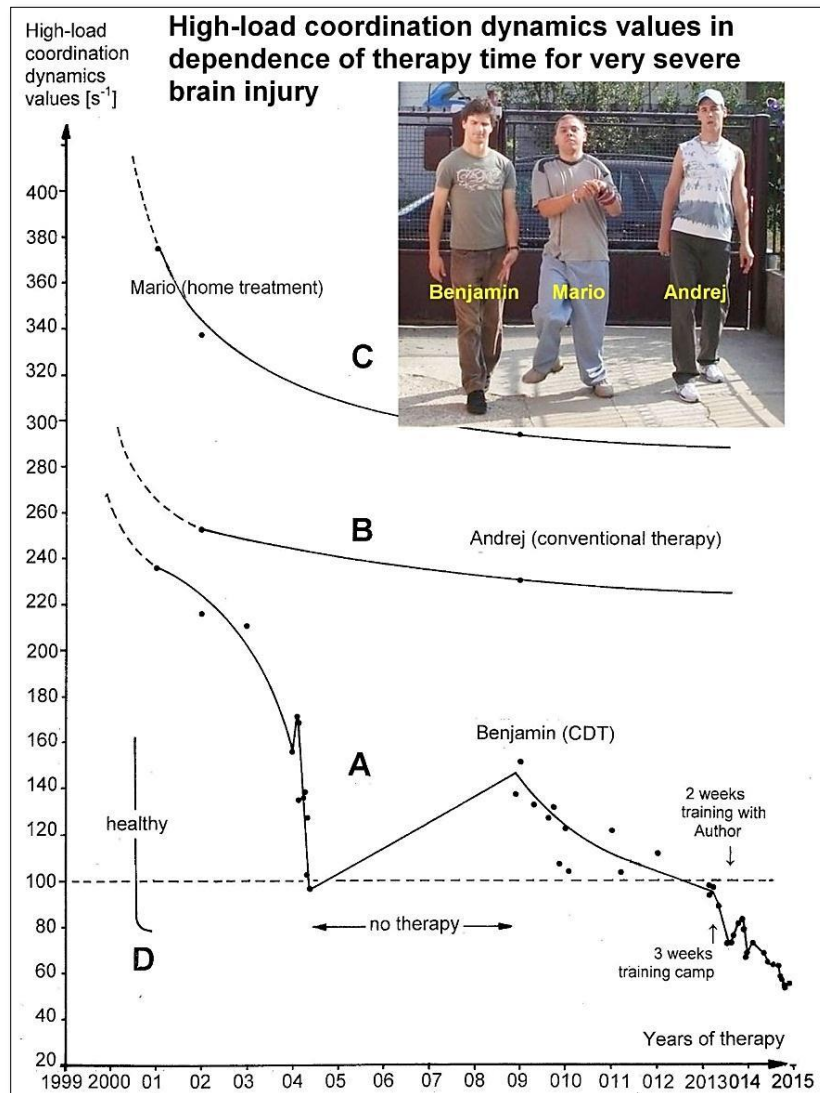 High-load
coordination
dynamics
values [s⁻¹]
High-load coordination dynamics values in
dependence of therapy time for very severe
brain injury
Benjamin
Mario
Andrej
400
380
360
340
320
300
280
260
240
220
200
180
160
140
120
100
80
60
40
20
Mario (home treatment)
C
B
Andrej (conventional therapy)
A
Benjamin (CDT)
healthy
2 weeks
training with
Author
no therapy
D
3 weeks
training camp
Years of therapy
1999 2000 01 02 03 04 05 06 07 08 09 010 011 012 2013 014 2015